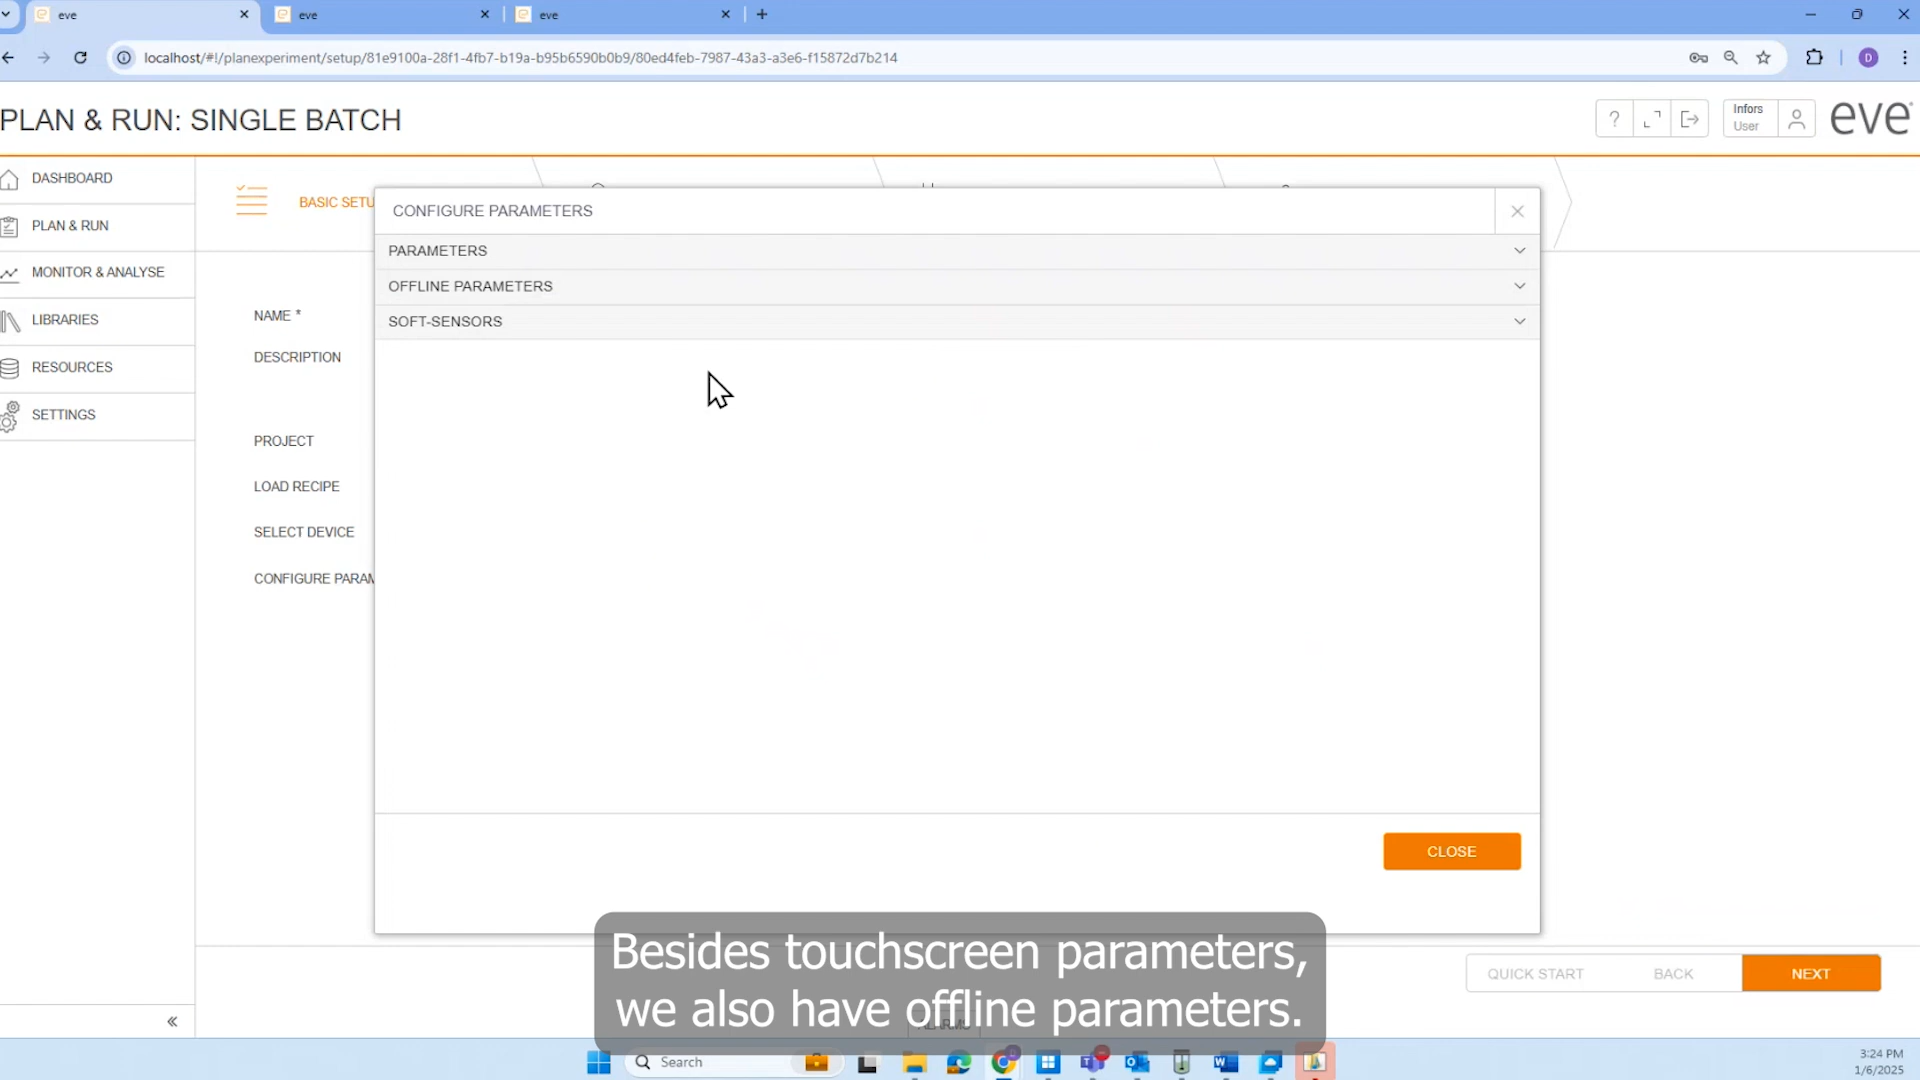 eve
eve
eve
localhost/#!/planexperiment/setup/81e9100a-28f1-4fb7-b19a-b95b6590b0b9/80ed4feb-7987-43a3-a3e6-f15872d7b214
D
PLAN & RUN: SINGLE BATCH
?
Infors
User
eve
DASHBOARD
PLAN & RUN
MONITOR & ANALYSE
LIBRARIES
RESOURCES
SETTINGS
BASIC SETU
CONFIGURE PARAMETERS
PARAMETERS
OFFLINE PARAMETERS
SOFT-SENSORS
NAME *
DESCRIPTION
PROJECT
LOAD RECIPE
SELECT DEVICE
CONFIGURE PARAM
CLOSE
QUICK START
BACK
NEXT
Besides touchscreen parameters,
we also have offline parameters.
ALARMS
Search
3:24 PM
1/6/2025